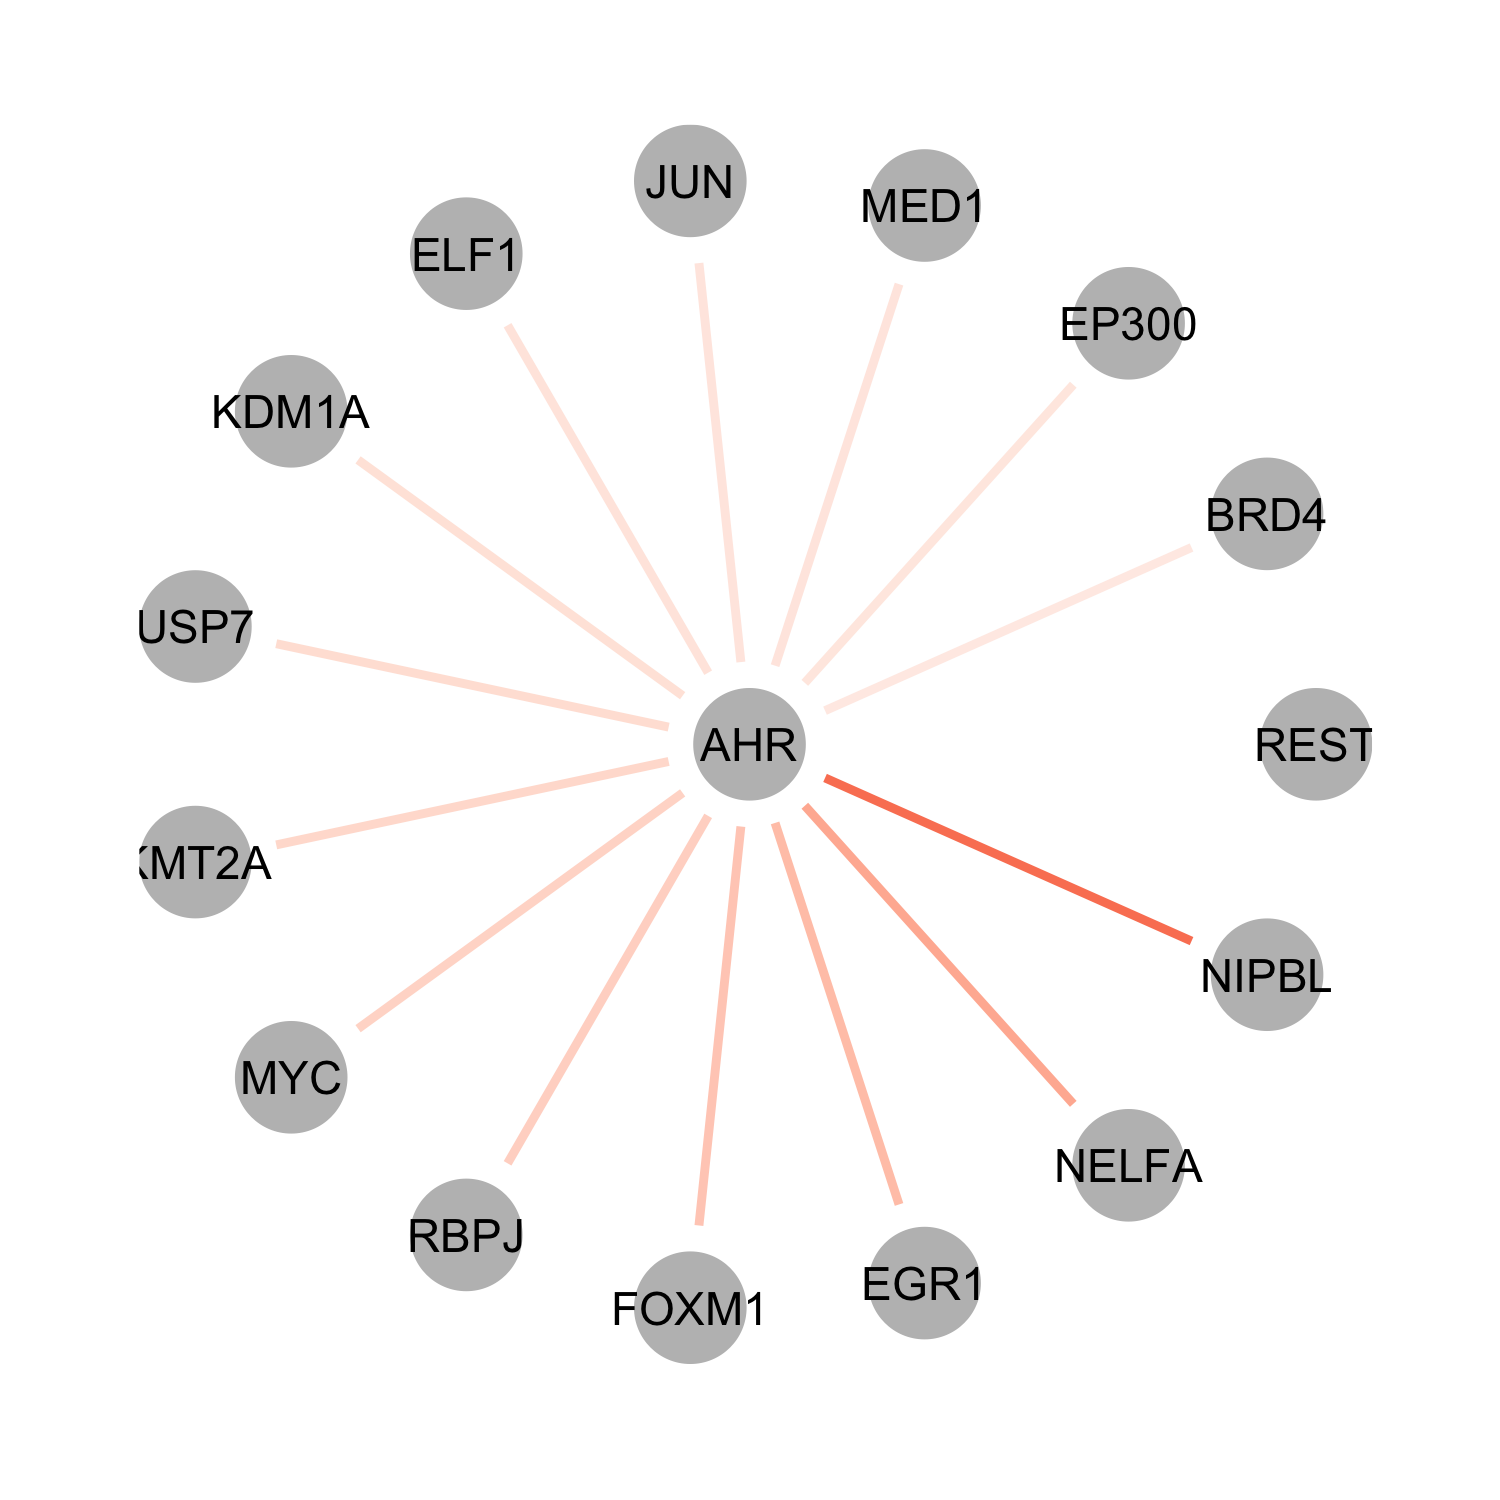 JUN
MED1
ELF1
EP300
KDM1A
BRD4
USP7
AHR
REST
KMT2A
NIPBL
MYC
NELFA
RBPJ
EGR1
FOXM1